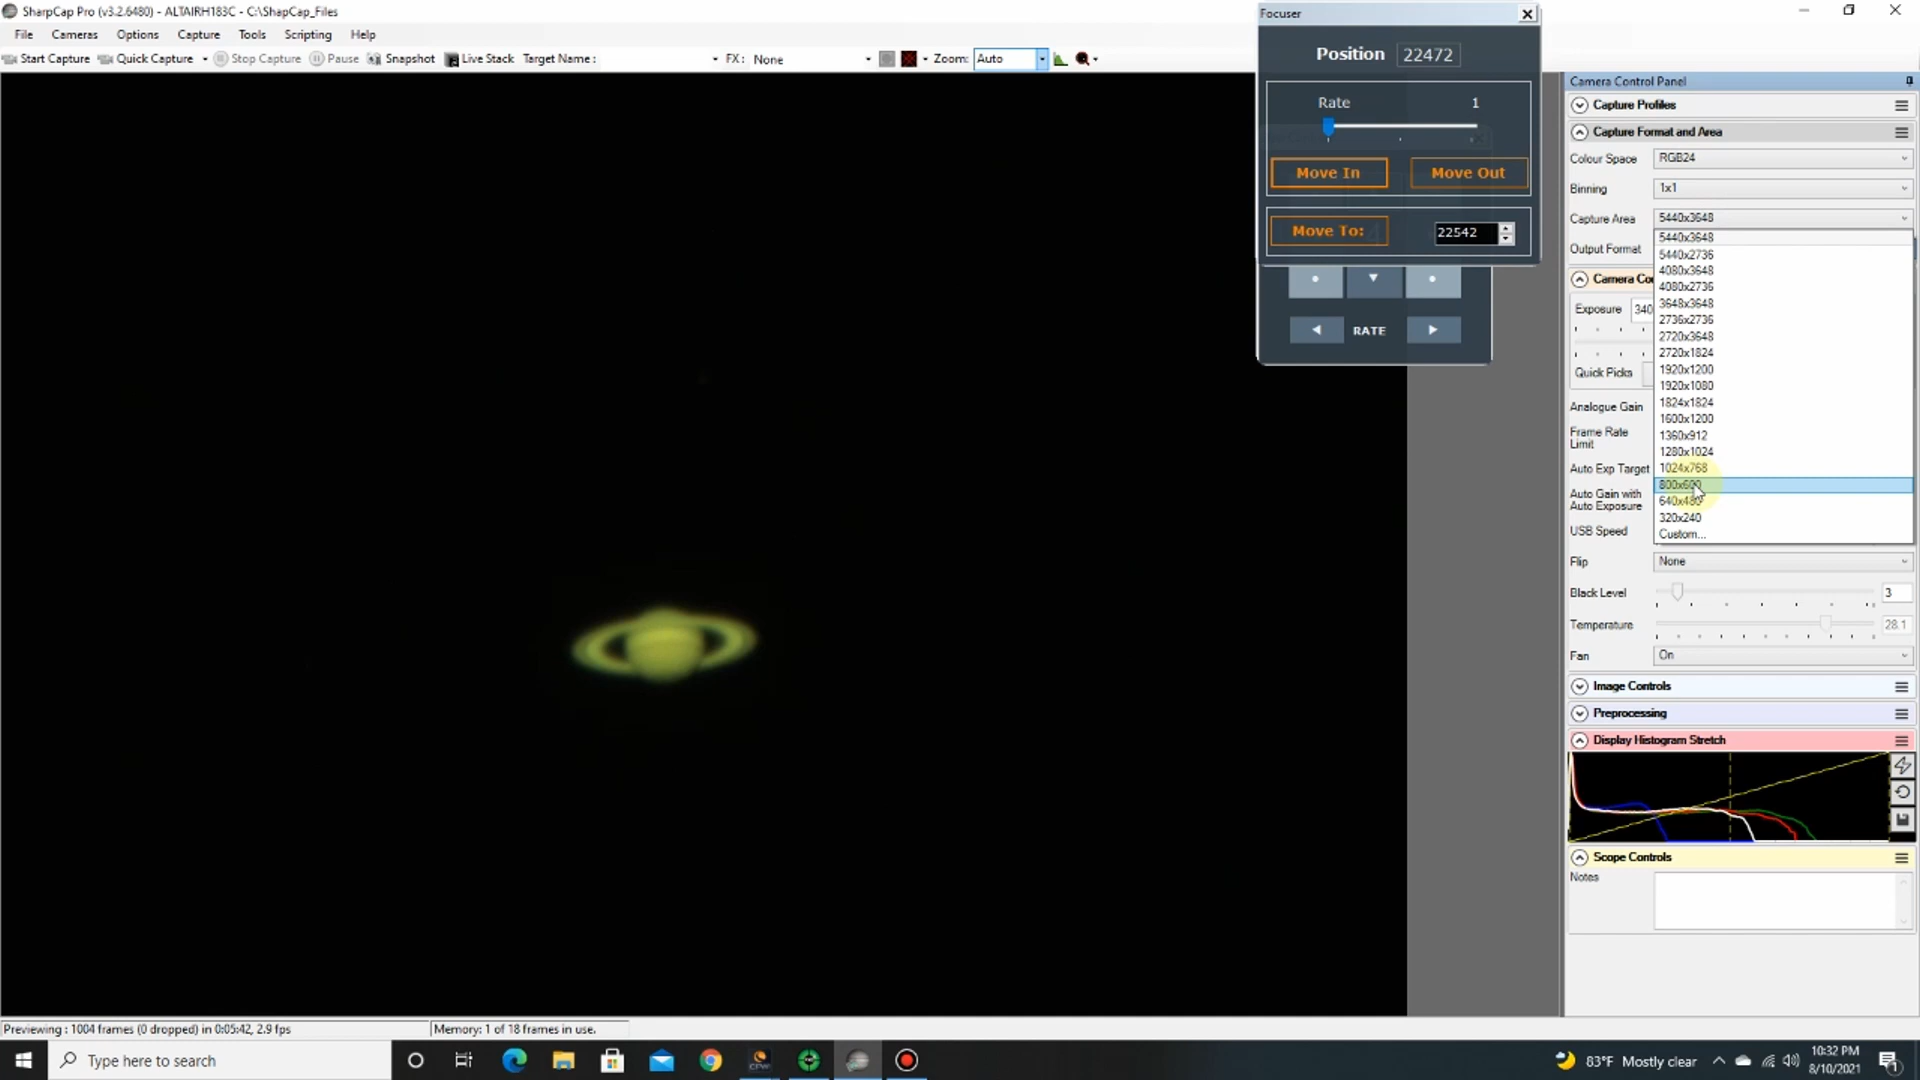 SharpCap Pro (v3.2.6480) - ALTAIRH183C - C:\ShapCap_Files
File Cameras Options Capture Tools Scripting Help
Start Capture Quick Capture Stop Capture Pause Snapshot Live Stack Target Name : FX: None Zoom: Auto
Focuser
Position 22472
Rate 1
Move In Move Out
Move To: 22542
RATE
Camera Control Panel
Capture Profiles
Capture Format and Area
Colour Space RGB24
Binning 1x1
Capture Area 5440x3648
Output Format
5440x3648
5440x2736
4080x3648
4080x2736
3648x3648
2736x2736
2720x3648
2720x1824
1920x1200
1920x1080
1824x1824
1600x1200
1360x912
1280x1024
1024x768
800x600
640x480
320x240
Custom...
Camera Co
Exposure 340
Quick Picks
Analogue Gain
Frame Rate
Limit
Auto Exp Target
Auto Gain with
Auto Exposure
USB Speed
Flip None
Black Level 3
Temperature 28.1
Fan On
Image Controls
Preprocessing
Display Histogram Stretch
Scope Controls
Notes
Previewing : 1004 frames (0 dropped) in 0:05:42, 2.9 fps Memory: 1 of 18 frames in use.
Type here to search
CPW
83°F Mostly clear
10:32 PM
8/10/2021
1